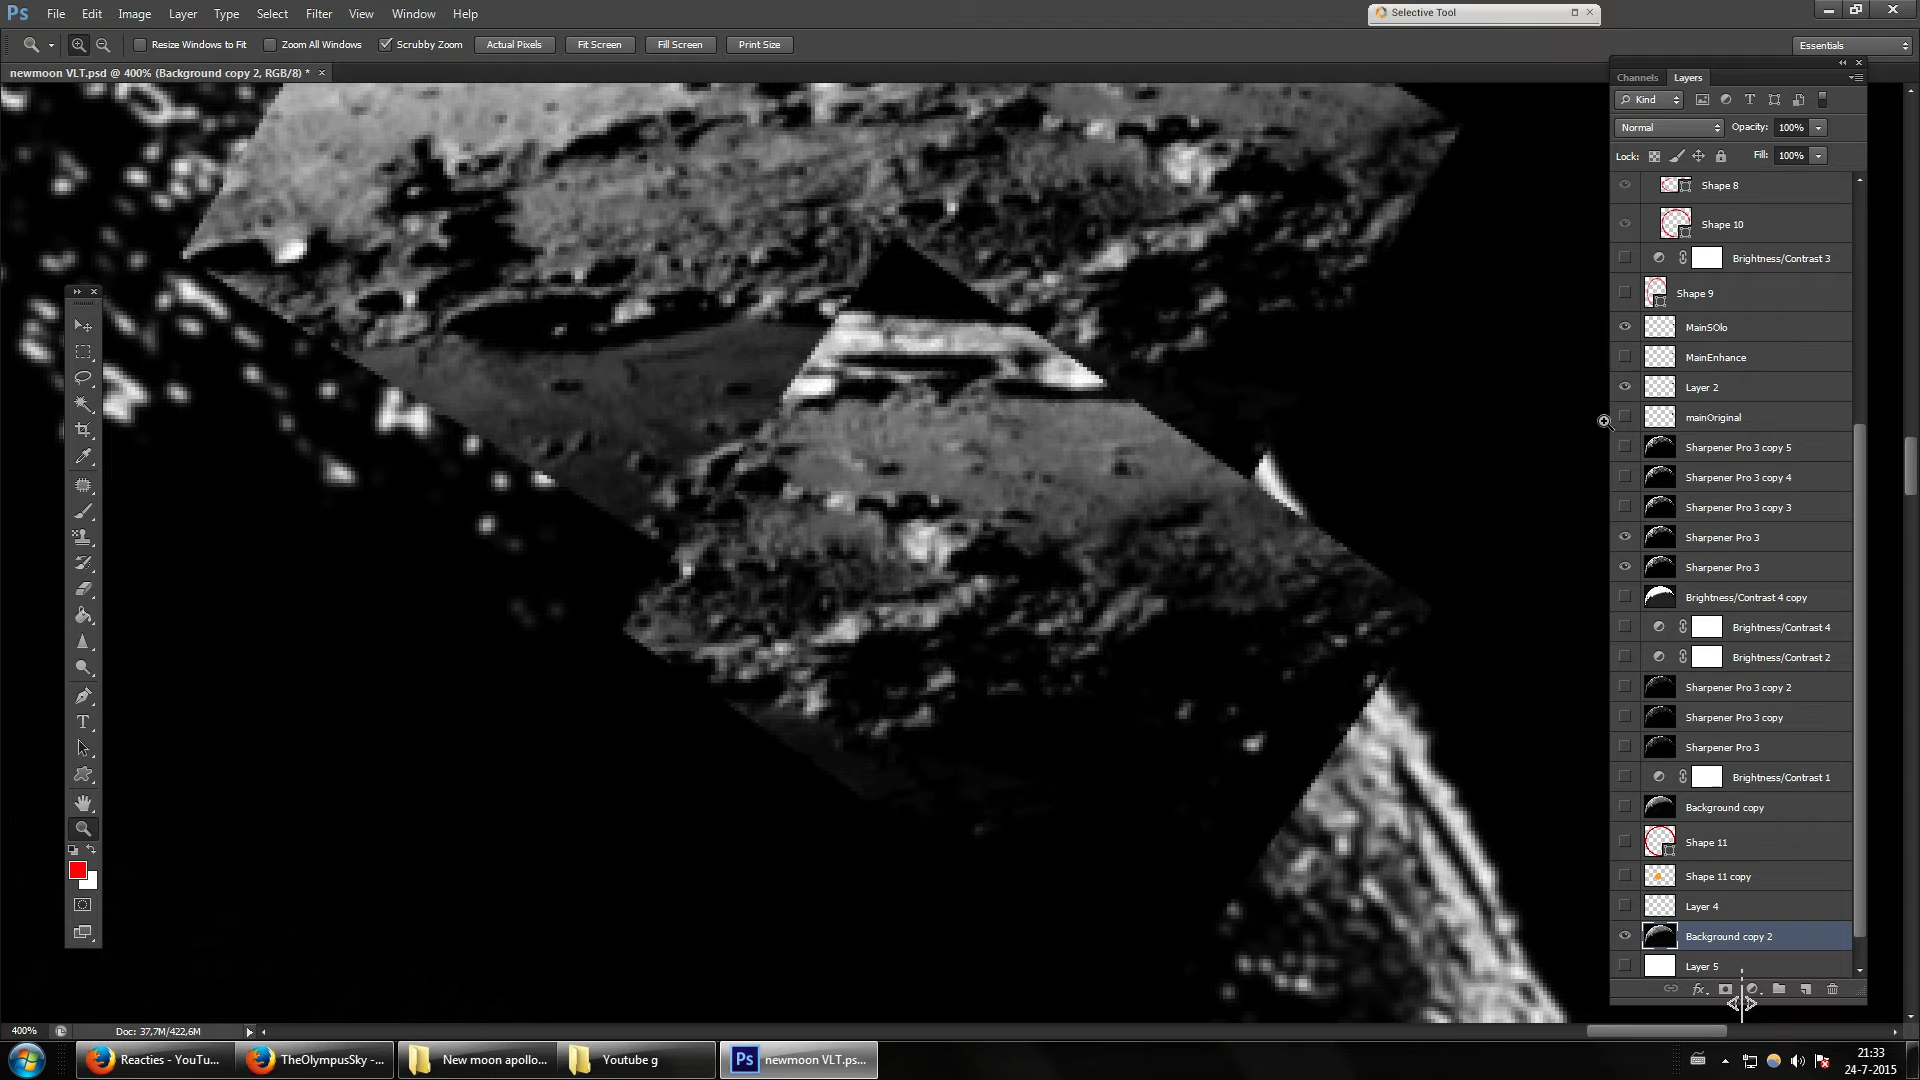 Ps File Edit Image Layer Type Select Filter View Window Help
Selective Tool
Resize Windows to Fit Zoom All Windows Scrubby Zoom Actual Pixels Fit Screen Fill Screen Print Size
Essentials
newmoon VLT.psd @ 400% (Background copy 2, RGB/8) *
Channels Layers
Kind
Normal Opacity: 100%
Lock: Fill: 100%
Shape 8
Shape 10
Brightness/Contrast 3
Shape 9
MainSOlo
MainEnhance
Layer 2
mainOriginal
Sharpener Pro 3 copy 5
Sharpener Pro 3 copy 4
Sharpener Pro 3 copy 3
Sharpener Pro 3
Sharpener Pro 3
Brightness/Contrast 4 copy
Brightness/Contrast 4
Brightness/Contrast 2
Sharpener Pro 3 copy 2
Sharpener Pro 3 copy
Sharpener Pro 3
Brightness/Contrast 1
Background copy
Shape 11
Shape 11 copy
Layer 4
Background copy 2
Layer 5
fx
400% Doc: 37,7M/422,6M
Reacties - YouTu... TheOlympusSky -... New moon apollo... Youtube g Ps newmoon VLT.ps...
21:33
24-7-2015